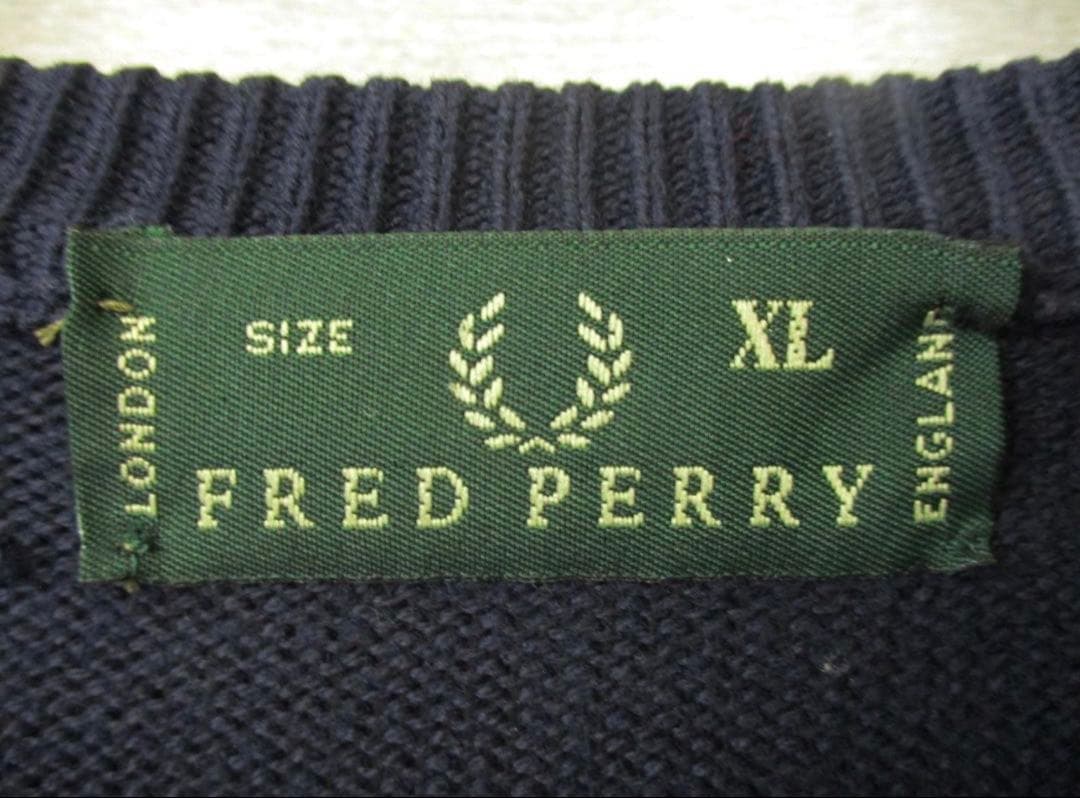 LONDON
SIZE XL
FRED PERRY
ENGLAND